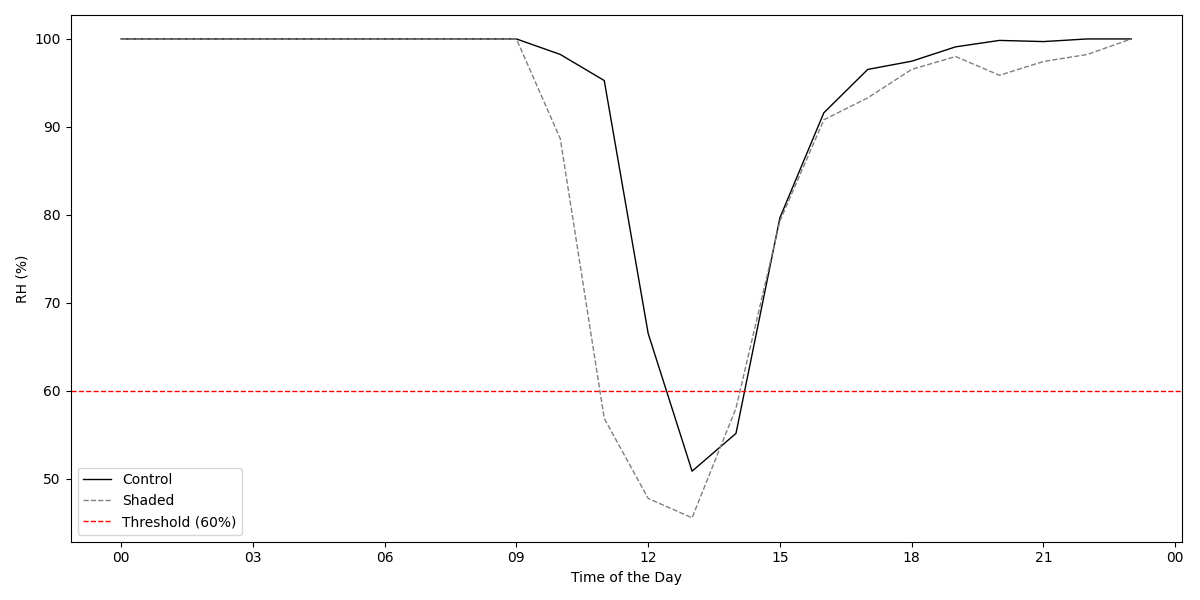 100
90
80
70
60
50
RH (%)
Control
Shaded
Threshold (60%)
00 03 06 09 12 15 18 21 00
Time of the Day